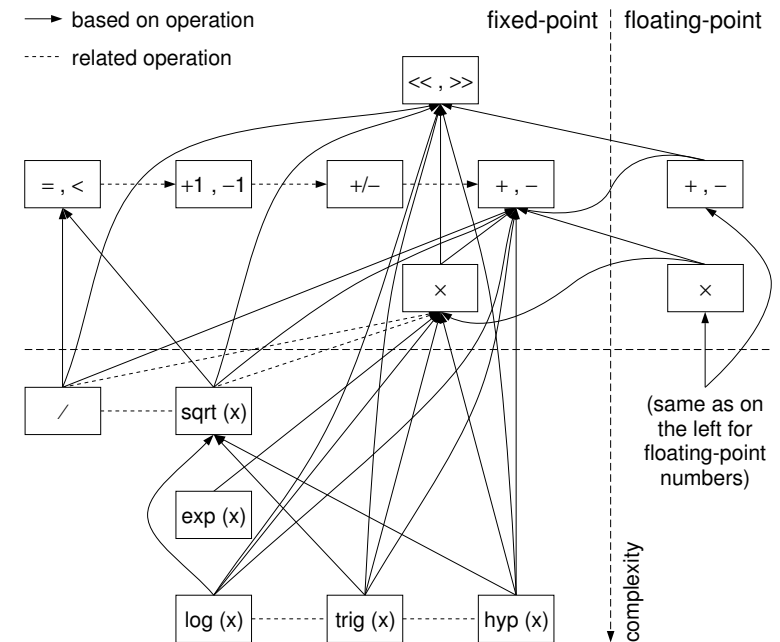 based on operation
related operation
fixed-point
floating-point
<< , >>
= , <
+1 , −1
+/−
+ , −
+ , −
×
×
/
sqrt (x)
(same as on
the left for
floating-point
numbers)
exp (x)
complexity
log (x)
trig (x)
hyp (x)